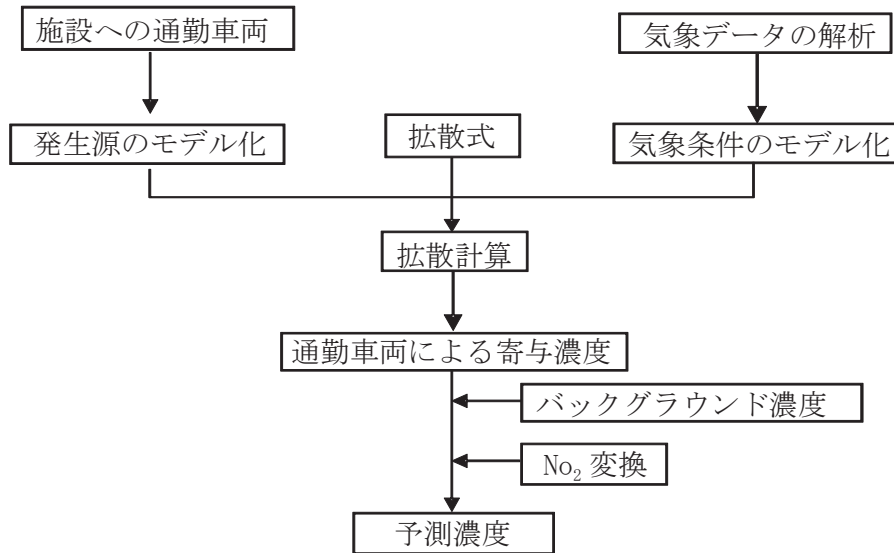 施設への通勤車両
気象データの解析
発生源のモデル化
拡散式
気象条件のモデル化
拡散計算
通勤車両による寄与濃度
バックグラウンド濃度
No₂変換
予測濃度